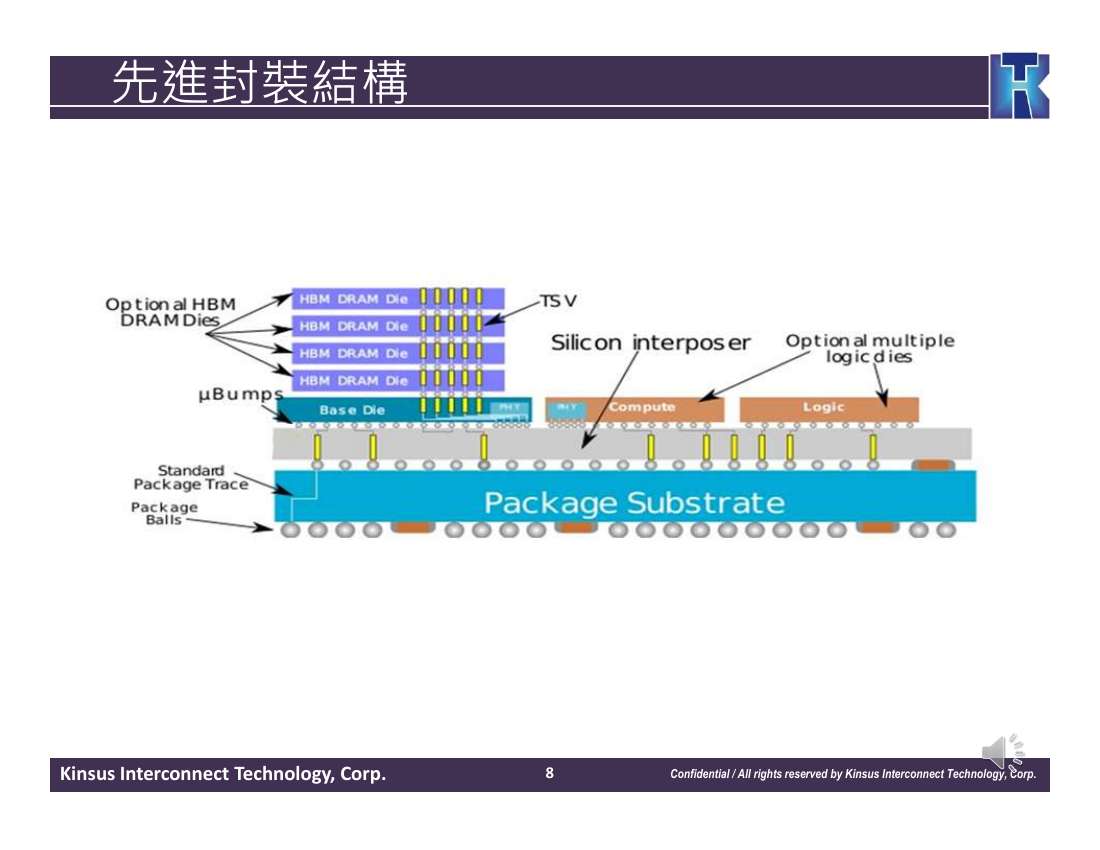 先進封裝結構
Optional HBM
DRAM Dies
HBM DRAM Die
HBM DRAM Die
HBM DRAM Die
HBM DRAM Die
TSV
Silicon interposer
Optional multiple
logic dies
µBumps
Base Die
PHY
PHY
Compute
Logic
Standard
Package Trace
Package
Balls
Package Substrate
Kinsus Interconnect Technology, Corp.
8
Confidential / All rights reserved by Kinsus Interconnect Technology, Corp.